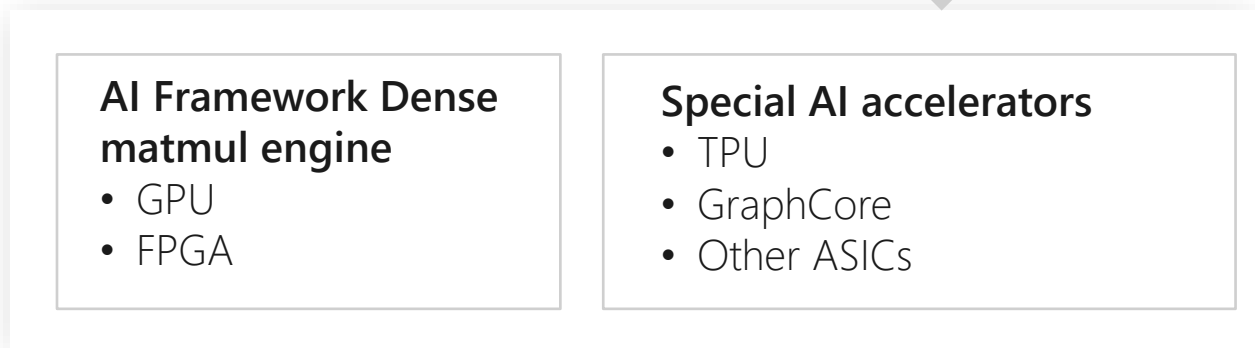 AI Framework Dense
matmul engine
• GPU
• FPGA
Special AI accelerators
• TPU
• GraphCore
• Other ASICs